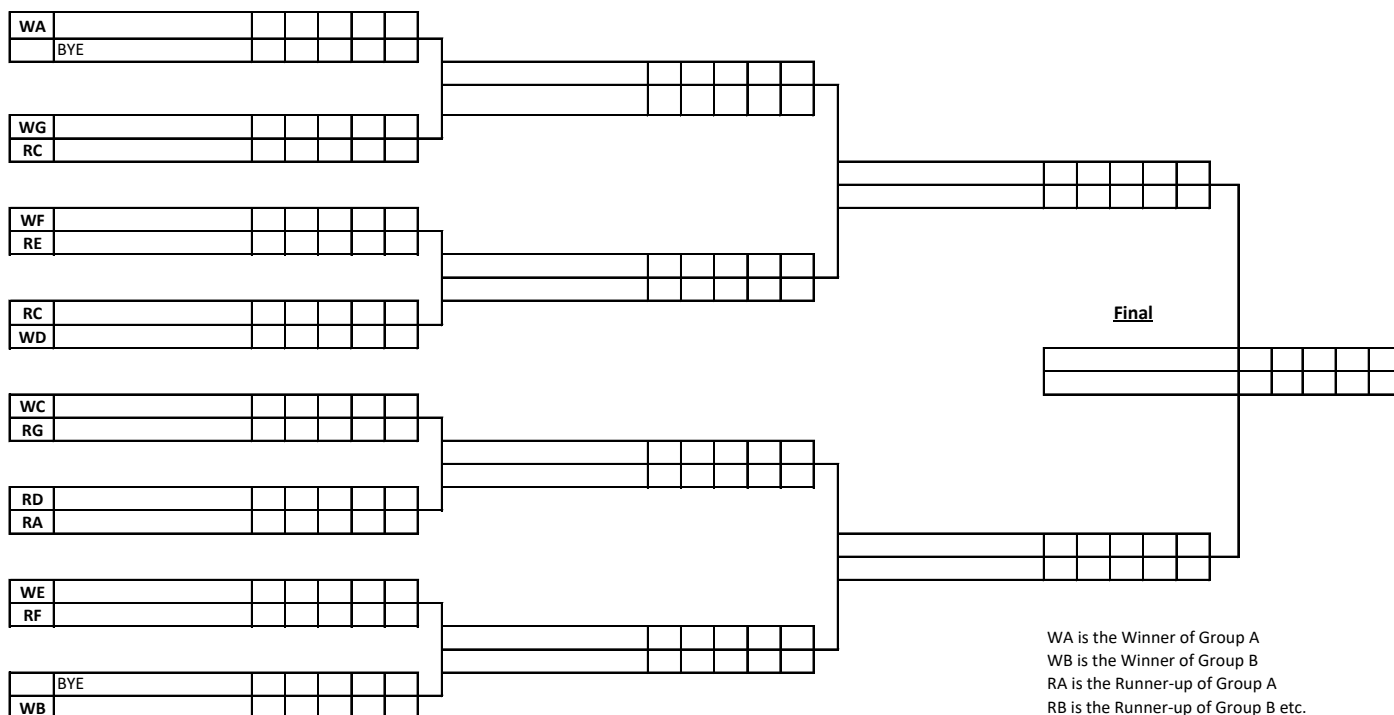 WA
BYE
WG
RC
WF
RE
RC
WD
Final
WC
RG
RD
RA
WE
RF
BYE
WB
WA is the Winner of Group A
WB is the Winner of Group B
RA is the Runner-up of Group A
RB is the Runner-up of Group B etc.